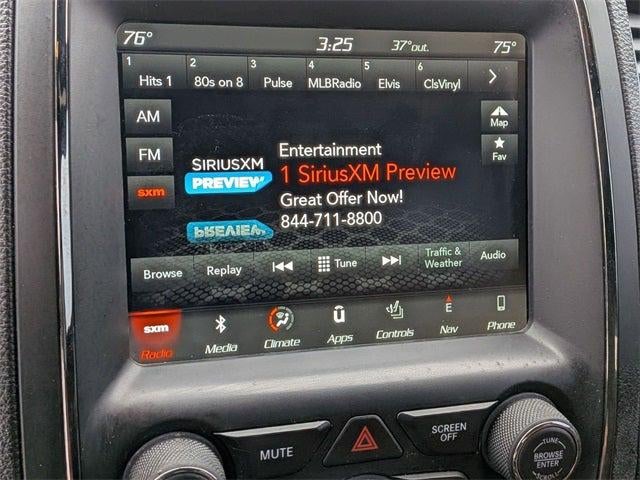 76° 3:25 37°out. 75°
1 2 3 4 5 6
Hits 1 80s on 8 Pulse MLBRadio Elvis ClsVinyl
AM
Map
FM
Fav
sxm
SIRIUSXM
PREVIEW
Entertainment
1 SiriusXM Preview
Great Offer Now!
844-711-8800
PREVIEW
Browse Replay Tune Traffic & Weather Audio
sxm E
Radio Media Climate Apps Controls Nav Phone
MUTE
SCREEN
OFF
TUNE
BROWSE
ENTER
SCROLL